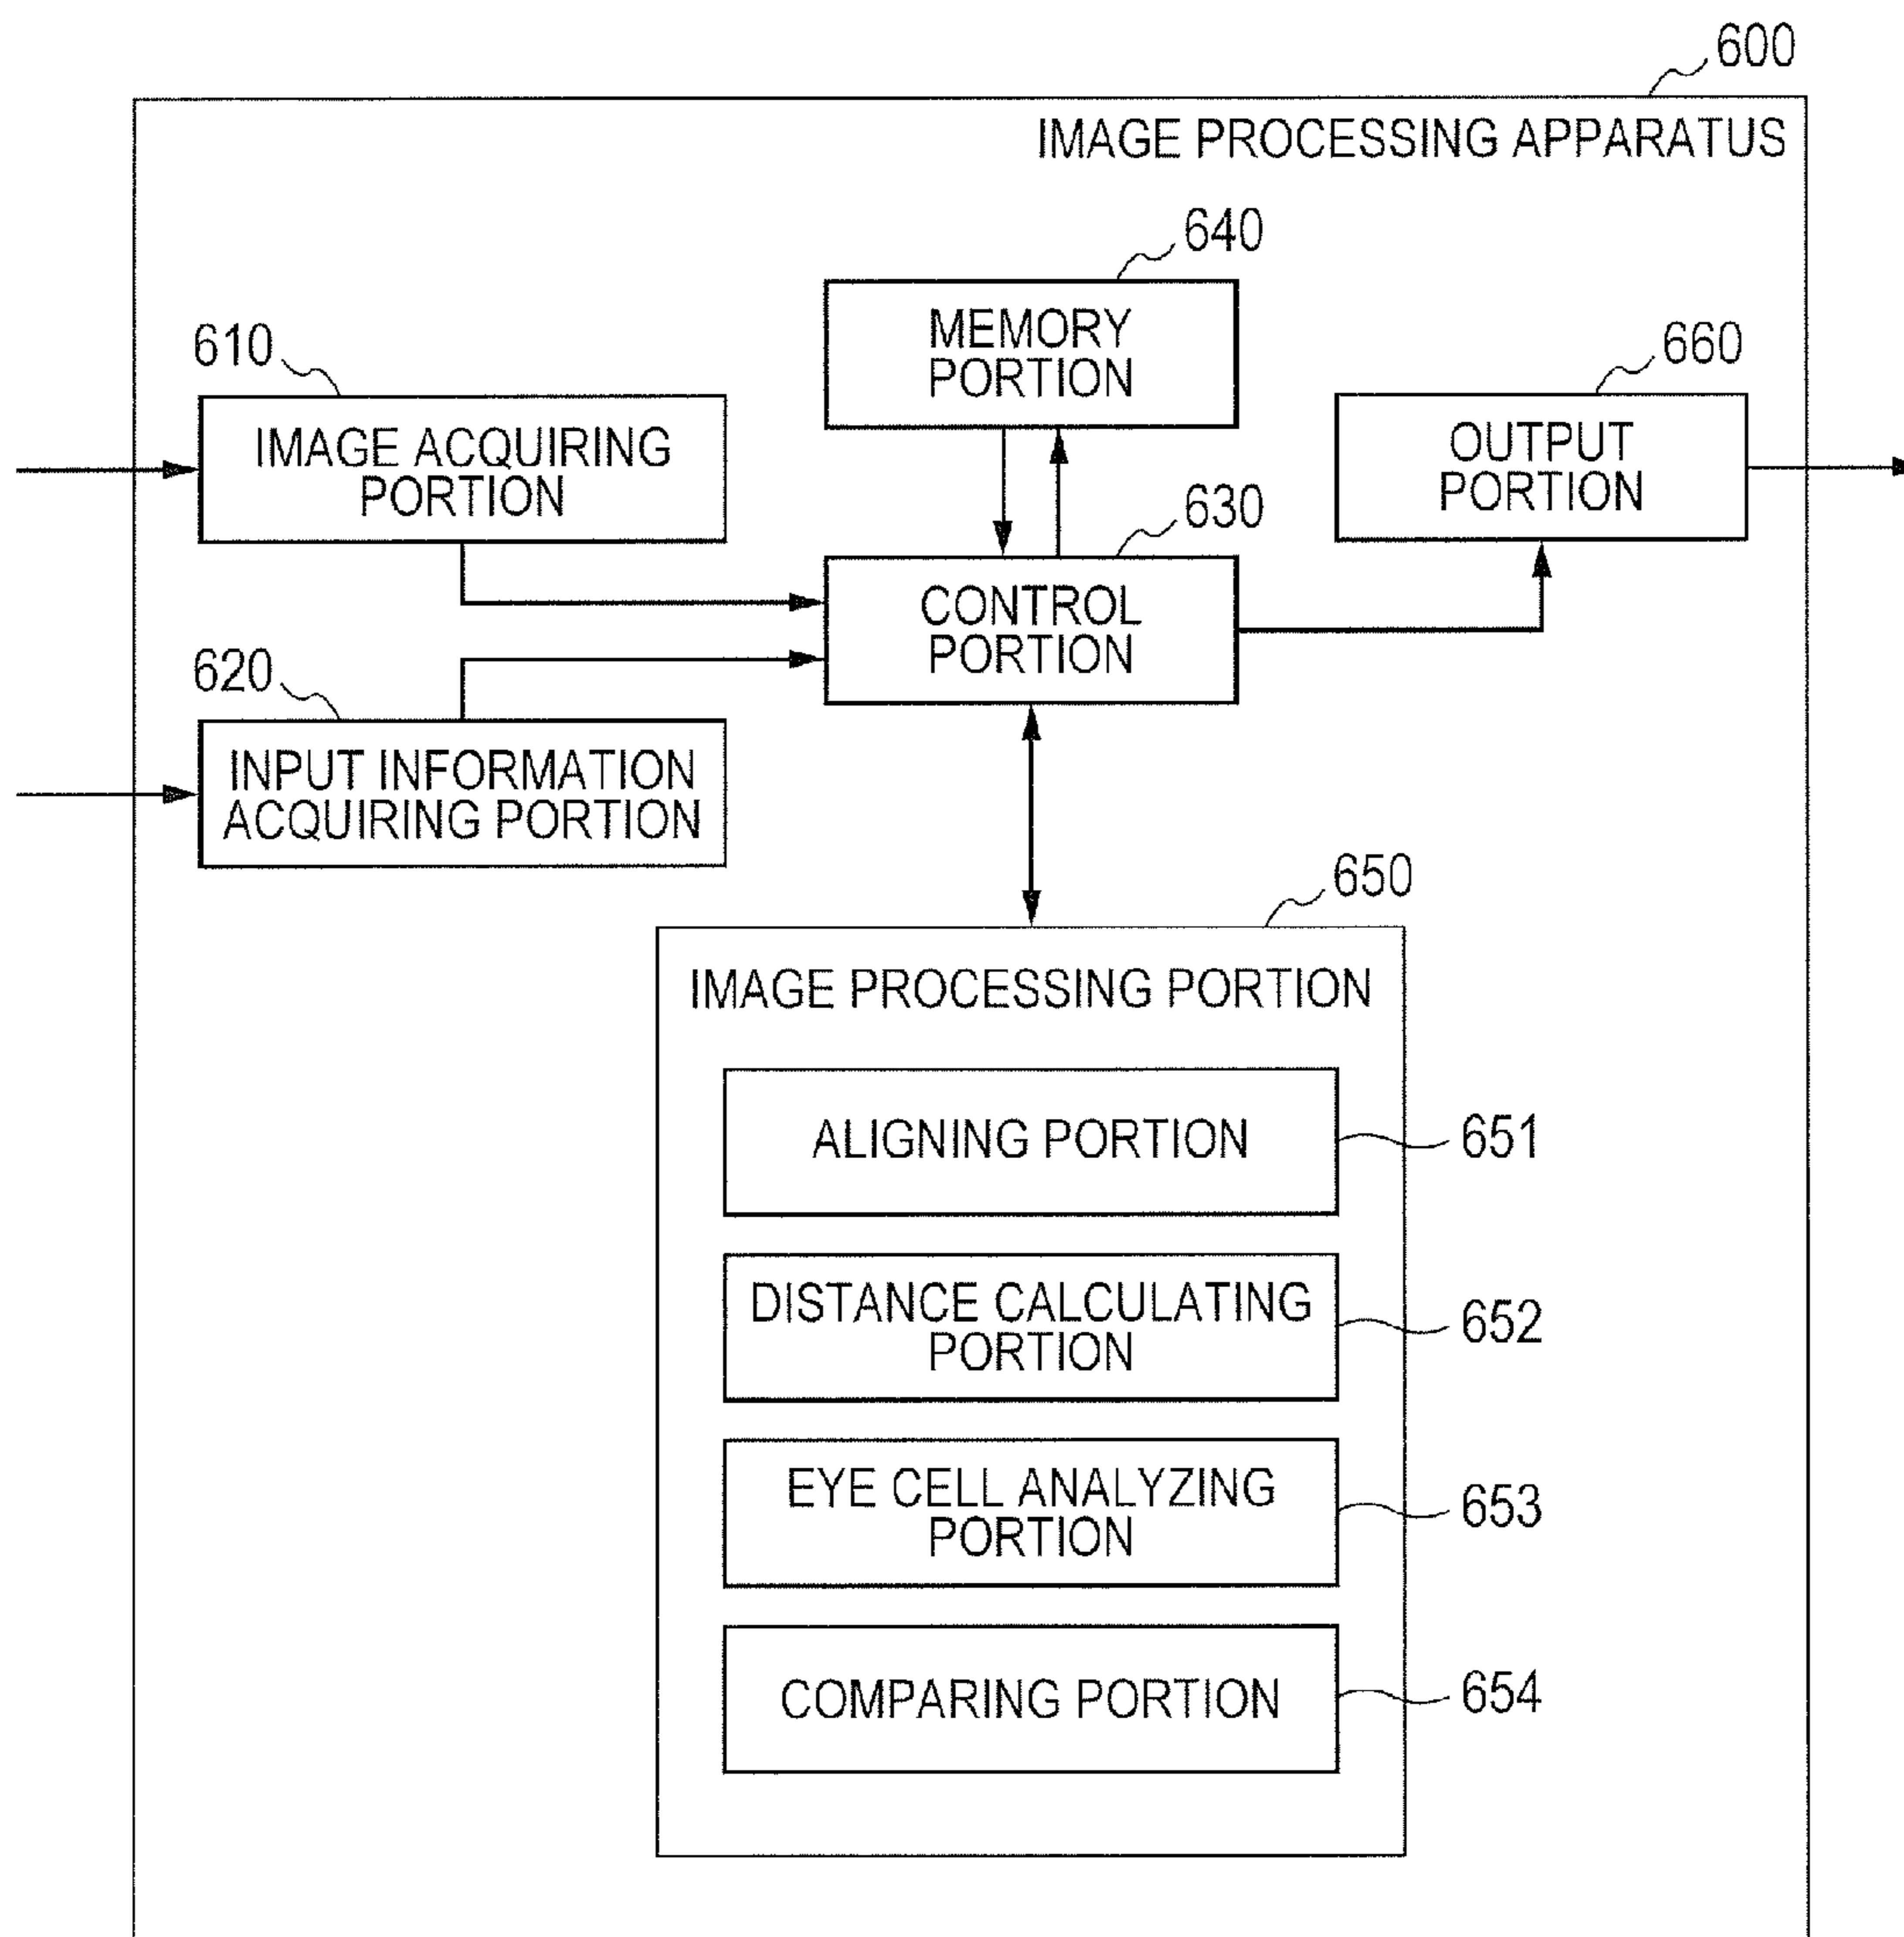 600
IMAGE PROCESSING APPARATUS
640
MEMORY
PORTION
610
IMAGE ACQUIRING
PORTION
660
OUTPUT
PORTION
630
CONTROL
PORTION
620
INPUT INFORMATION
ACQUIRING PORTION
650
IMAGE PROCESSING PORTION
ALIGNING PORTION
651
DISTANCE CALCULATING
PORTION
652
EYE CELL ANALYZING
PORTION
653
COMPARING PORTION
654